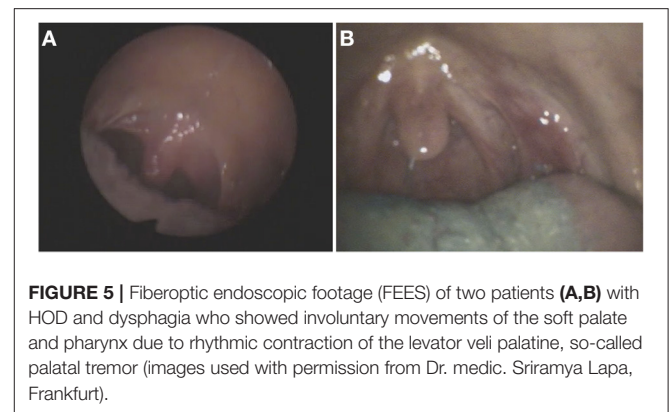 A
B
FIGURE 5 | Fiberoptic endoscopic footage (FEES) of two patients (A,B) with
HOD and dysphagia who showed involuntary movements of the soft palate
and pharynx due to rhythmic contraction of the levator veli palatine, so-called
palatal tremor (images used with permission from Dr. medic. Sriramya Lapa,
Frankfurt).